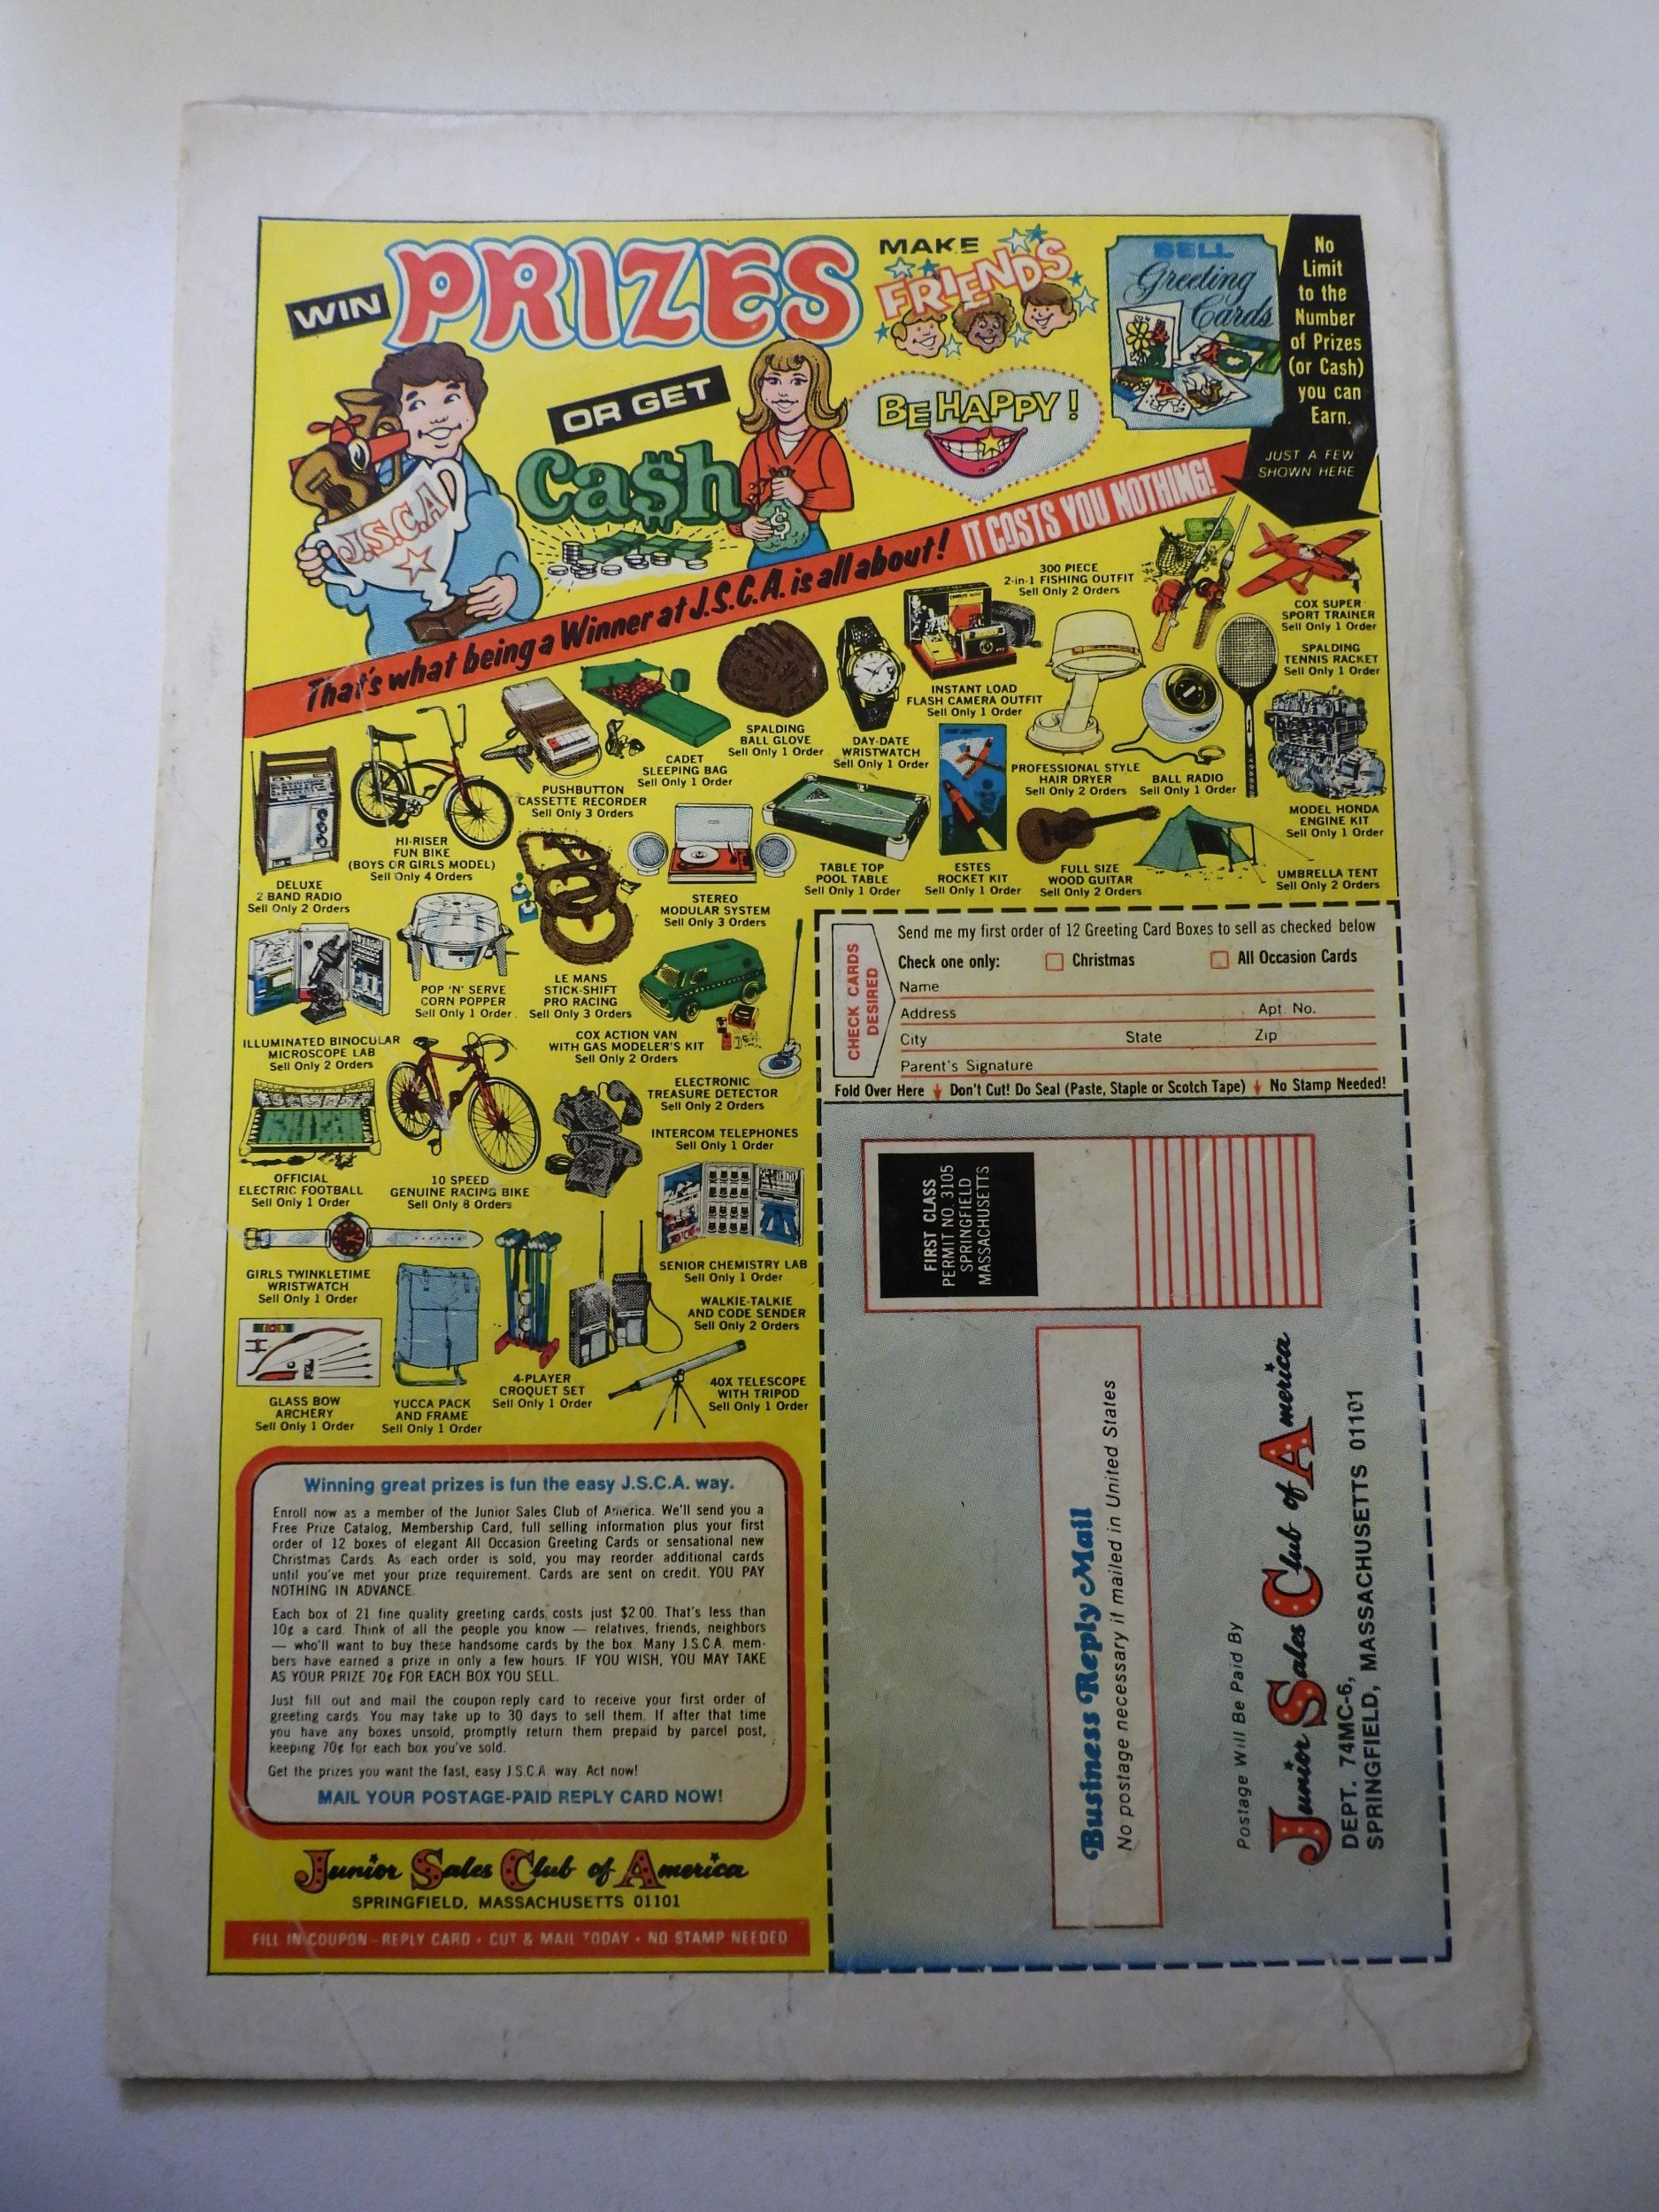 WIN PRIZES
MAKE
FRIENDS
SELL
Greeting
Cards
No
Limit
to the
Number
of Prizes
(or Cash)
you can
Earn.
JUST A FEW
SHOWN HERE
OR GET
Ca$h
BE HAPPY!
J.S.C.A
$
That's what being a Winner at J.S.C.A. is all about! IT COSTS YOU NOTHING!
300 PIECE
2-in-1 FISHING OUTFIT
Sell Only 2 Orders
COX SUPER
SPORT TRAINER
Sell Only 1 Order
SPALDING
TENNIS RACKET
Sell Only 1 Order
INSTANT LOAD
FLASH CAMERA OUTFIT
Sell Only 1 Order
SPALDING
BALL GLOVE
Sell Only 1 Order
DAY-DATE
WRISTWATCH
Sell Only 1 Order
CADET
SLEEPING BAG
Sell Only 1 Order
PROFESSIONAL STYLE
HAIR DRYER
Sell Only 2 Orders
BALL RADIO
Sell Only 1 Order
PUSHBUTTON
CASSETTE RECORDER
Sell Only 3 Orders
MODEL HONDA
ENGINE KIT
Sell Only 1 Order
HI-RISER
FUN BIKE
(BOYS OR GIRLS MODEL)
Sell Only 4 Orders
TABLE TOP
POOL TABLE
Sell Only 1 Order
ESTES
ROCKET KIT
Sell Only 1 Order
FULL SIZE
WOOD GUITAR
Sell Only 2 Orders
UMBRELLA TENT
Sell Only 2 Orders
DELUXE
2 BAND RADIO
Sell Only 2 Orders
STEREO
MODULAR SYSTEM
Sell Only 3 Orders
POP 'N' SERVE
CORN POPPER
Sell Only 1 Order
LE MANS
STICK-SHIFT
PRO RACING
Sell Only 3 Orders
ILLUMINATED BINOCULAR
MICROSCOPE LAB
Sell Only 2 Orders
COX ACTION VAN
WITH GAS MODELER'S KIT
Sell Only 2 Orders
ELECTRONIC
TREASURE DETECTOR
Sell Only 2 Orders
INTERCOM TELEPHONES
Sell Only 1 Order
OFFICIAL
ELECTRIC FOOTBALL
Sell Only 1 Order
10 SPEED
GENUINE RACING BIKE
Sell Only 8 Orders
GIRLS TWINKLETIME
WRISTWATCH
Sell Only 1 Order
SENIOR CHEMISTRY LAB
Sell Only 1 Order
WALKIE-TALKIE
AND CODE SENDER
Sell Only 2 Orders
GLASS BOW
ARCHERY
Sell Only 1 Order
YUCCA PACK
AND FRAME
Sell Only 1 Order
4-PLAYER
CROQUET SET
Sell Only 1 Order
40X TELESCOPE
WITH TRIPOD
Sell Only 1 Order
Winning great prizes is fun the easy J.S.C.A. way.
Enroll now as a member of the Junior Sales Club of America. We'll send you a
Free Prize Catalog, Membership Card, full selling information plus your first
order of 12 boxes of elegant All Occasion Greeting Cards or sensational new
Christmas Cards. As each order is sold, you may reorder additional cards
until you've met your prize requirement. Cards are sent on credit. YOU PAY
NOTHING IN ADVANCE.
Each box of 21 fine quality greeting cards costs just $2.00. That's less than
10¢ a card. Think of all the people you know — relatives, friends, neighbors
— who'll want to buy these handsome cards by the box. Many J.S.C.A. mem-
bers have earned a prize in only a few hours. IF YOU WISH, YOU MAY TAKE
AS YOUR PRIZE 70¢ FOR EACH BOX YOU SELL.
Just fill out and mail the coupon reply card to receive your first order of
greeting cards. You may take up to 30 days to sell them. If after that time
you have any boxes unsold, promptly return them prepaid by parcel post,
keeping 70¢ for each box you've sold.
Get the prizes you want the fast, easy J.S.C.A. way. Act now!
MAIL YOUR POSTAGE-PAID REPLY CARD NOW!
Junior Sales Club of America
SPRINGFIELD, MASSACHUSETTS 01101
FILL IN COUPON-REPLY CARD • CUT & MAIL TODAY • NO STAMP NEEDED
CHECK CARDS
DESIRED
Send me my first order of 12 Greeting Card Boxes to sell as checked below
Check one only: Christmas All Occasion Cards
Name
Address Apt. No.
City State Zip
Parent's Signature
Fold Over Here Don't Cut! Do Seal (Paste, Staple or Scotch Tape) No Stamp Needed!
FIRST CLASS
PERMIT NO. 3105
SPRINGFIELD
MASSACHUSETTS
Business Reply Mail
No postage necessary if mailed in United States
Postage Will Be Paid By
Junior Sales Club of America
DEPT. 74MC-6,
SPRINGFIELD, MASSACHUSETTS 01101